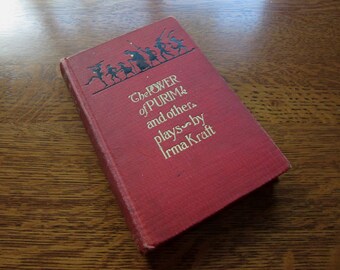 The POWER
of PURIM
and other
plays by
Irma Kraft